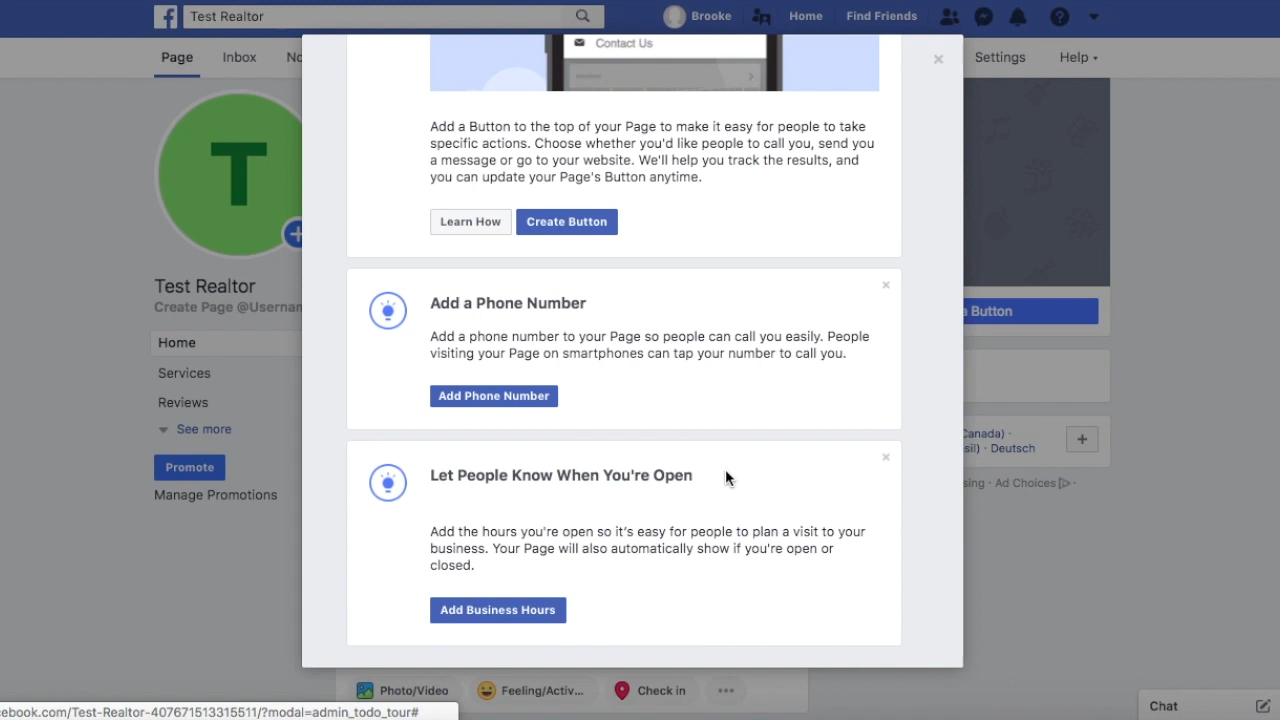 Test Realtor
Brooke
Home
Find Friends
Page
Inbox
No
Settings
Help
Contact Us
Add a Button to the top of your Page to make it easy for people to take
specific actions. Choose whether you'd like people to call you, send you
a message or go to your website. We'll help you track the results, and
you can update your Page's Button anytime.
Learn How
Create Button
T
Test Realtor
Create Page @Usernam
Home
Services
Reviews
See more
Promote
Manage Promotions
Add a Phone Number
Add a phone number to your Page so people can call you easily. People
visiting your Page on smartphones can tap your number to call you.
Add Phone Number
Let People Know When You're Open
Add the hours you're open so it's easy for people to plan a visit to your
business. Your Page will also automatically show if you're open or
closed.
Add Business Hours
a Button
Canada) ·
sil) · Deutsch
sing · Ad Choices
Photo/Video
Feeling/Activ...
Check in
Chat
cebook.com/Test-Realtor-407671513315511/?modal=admin_todo_tour#